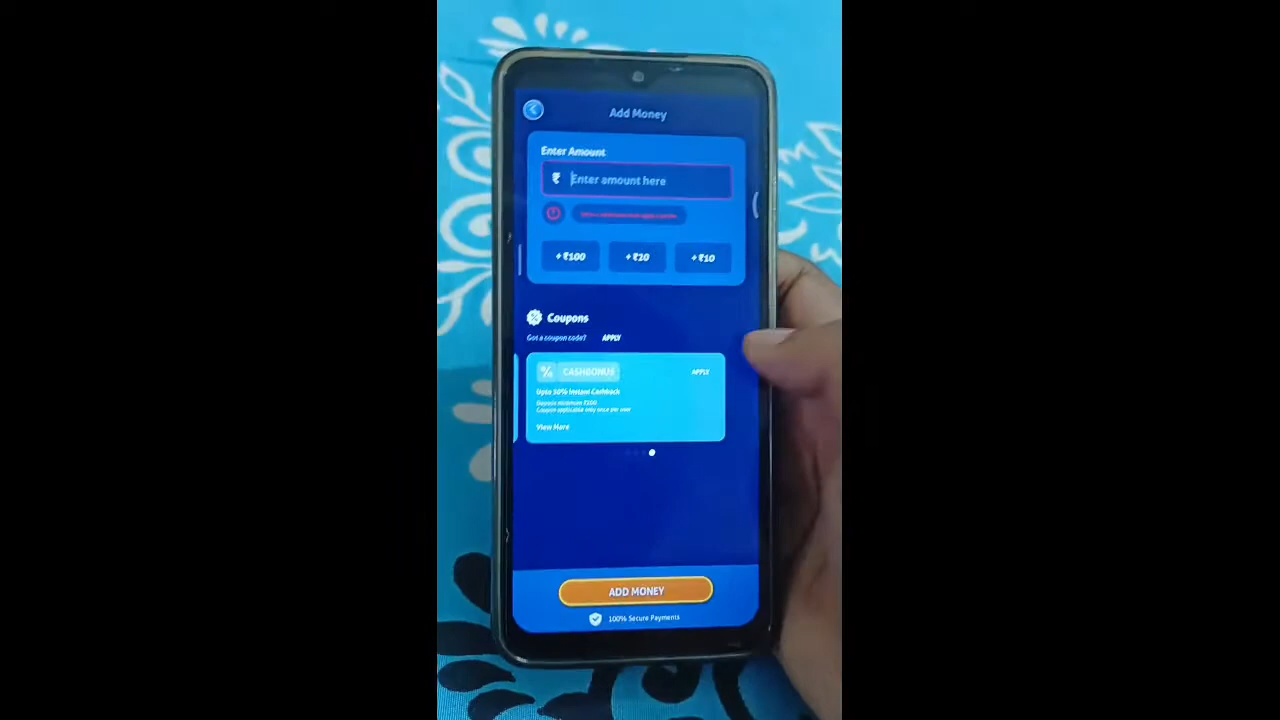 Add Money
Enter Amount
₹ Enter amount here
+ ₹100 + ₹20 + ₹10
Coupons
Got a coupon code? APPLY
CASHBONUS APPLY
Upto 50% Instant Cashback
Deposit minimum ₹200
Coupon applicable only once per user
View More
ADD MONEY
100% Secure Payments